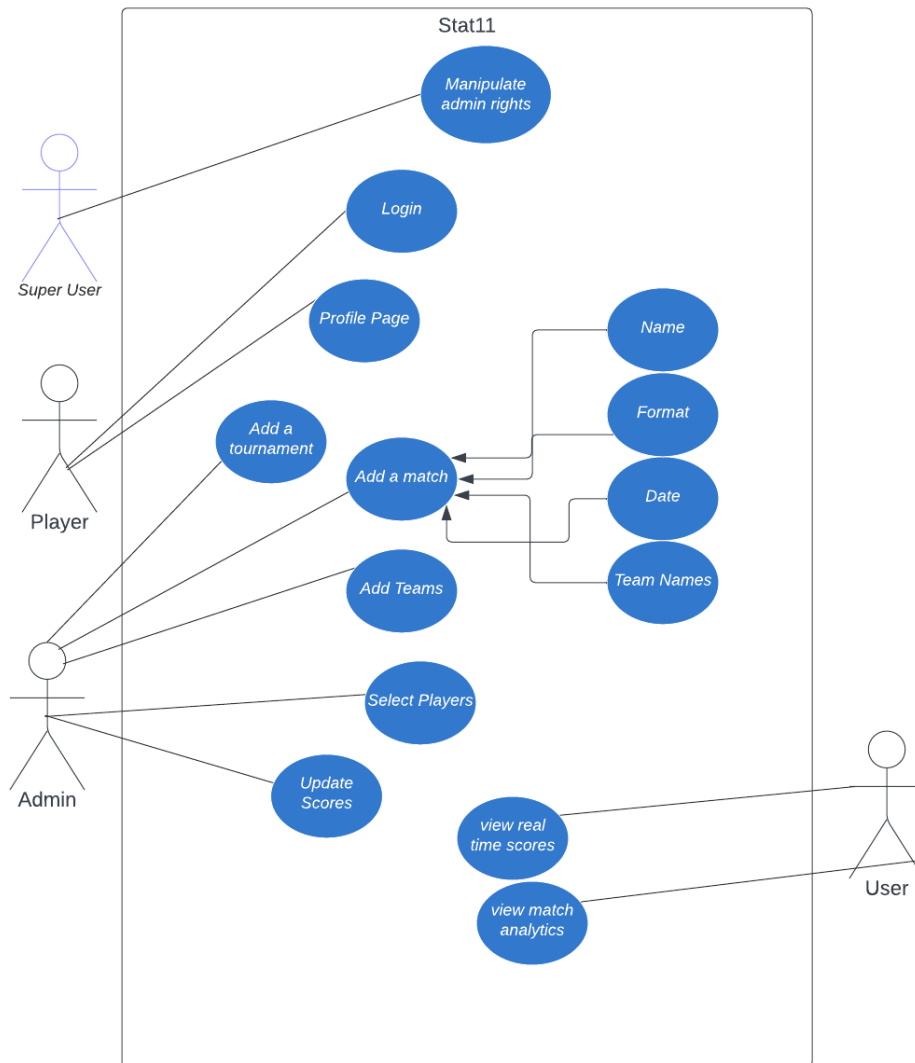 Stat11
Manipulate
admin rights
Login
Super User
Profile Page
Name
Format
Add a
tournament
Add a match
Date
Player
Team Names
Add Teams
Select Players
Update
Scores
Admin
view real
time scores
User
view match
analytics